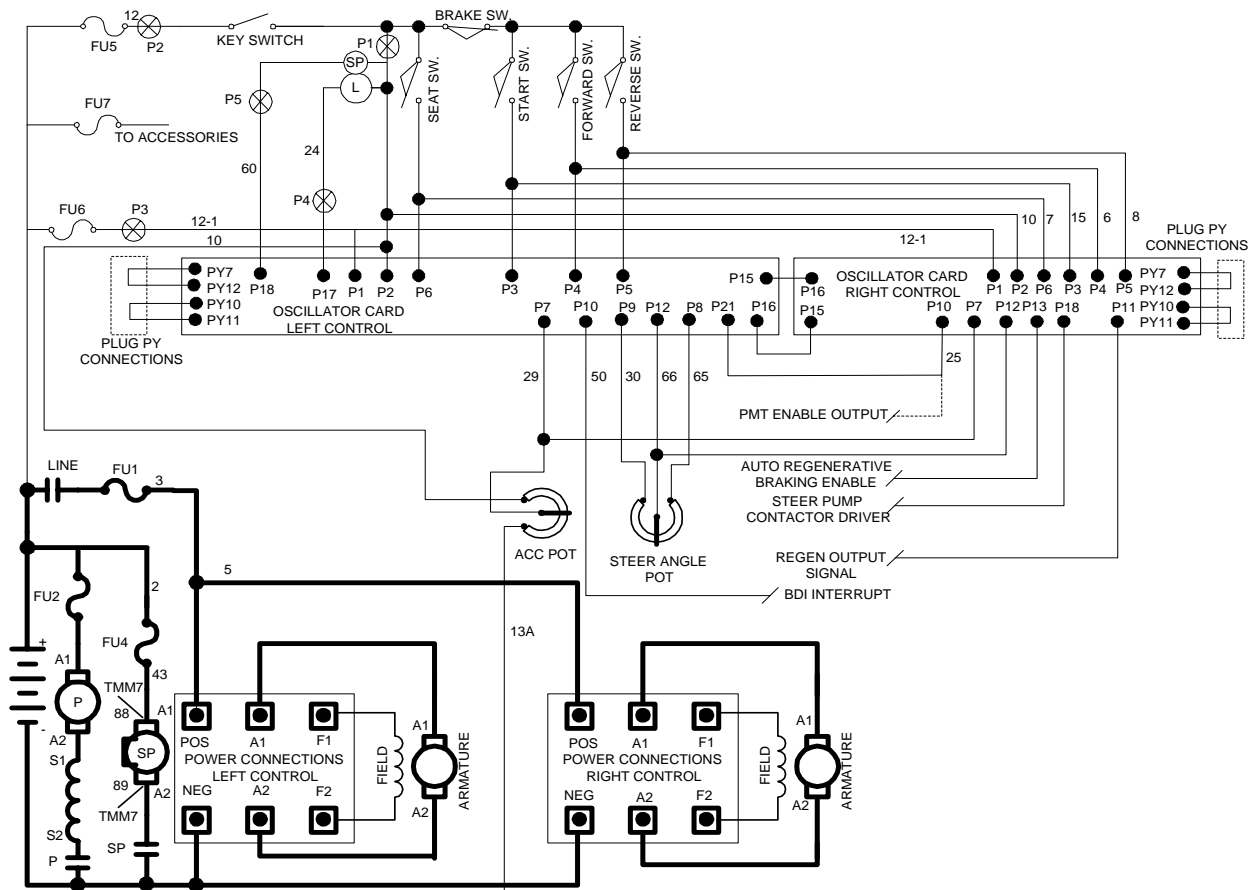 12
BRAKE SW.
FU5
P2
KEY SWITCH
P1
SP
L
P5
SEAT SW.
START SW.
FORWARD SW.
REVERSE SW.
FU7
TO ACCESSORIES
24
60
P4
FU6
P3
12-1
10
10
7
15
6
8
12-1
PLUG PY
CONNECTIONS
PY7
PY12
PY10
PY11
P18
P17
P1
P2
P6
P3
P4
P5
OSCILLATOR CARD
LEFT CONTROL
P15
P7
P10
P9
P12
P8
P21
P16
P16
P15
OSCILLATOR CARD
RIGHT CONTROL
P1
P2
P6
P3
P4
P5
P10
P7
P12
P13
P18
P11
PY7
PY12
PY10
PY11
PLUG PY
CONNECTIONS
29
50
30
66
65
25
PMT ENABLE OUTPUT
AUTO REGENERATIVE
BRAKING ENABLE
STEER PUMP
CONTACTOR DRIVER
REGEN OUTPUT
SIGNAL
BDI INTERRUPT
ACC POT
STEER ANGLE
POT
LINE
FU1
3
5
2
13A
FU2
FU4
43
+
-
A1
P
A2
S1
S2
P
TMM7
88
A1
SP
89
A2
TMM7
SP
POS
A1
F1
POWER CONNECTIONS
LEFT CONTROL
NEG
A2
F2
FIELD
A1
A2
ARMATURE
POS
A1
F1
POWER CONNECTIONS
RIGHT CONTROL
NEG
A2
F2
FIELD
A1
A2
ARMATURE